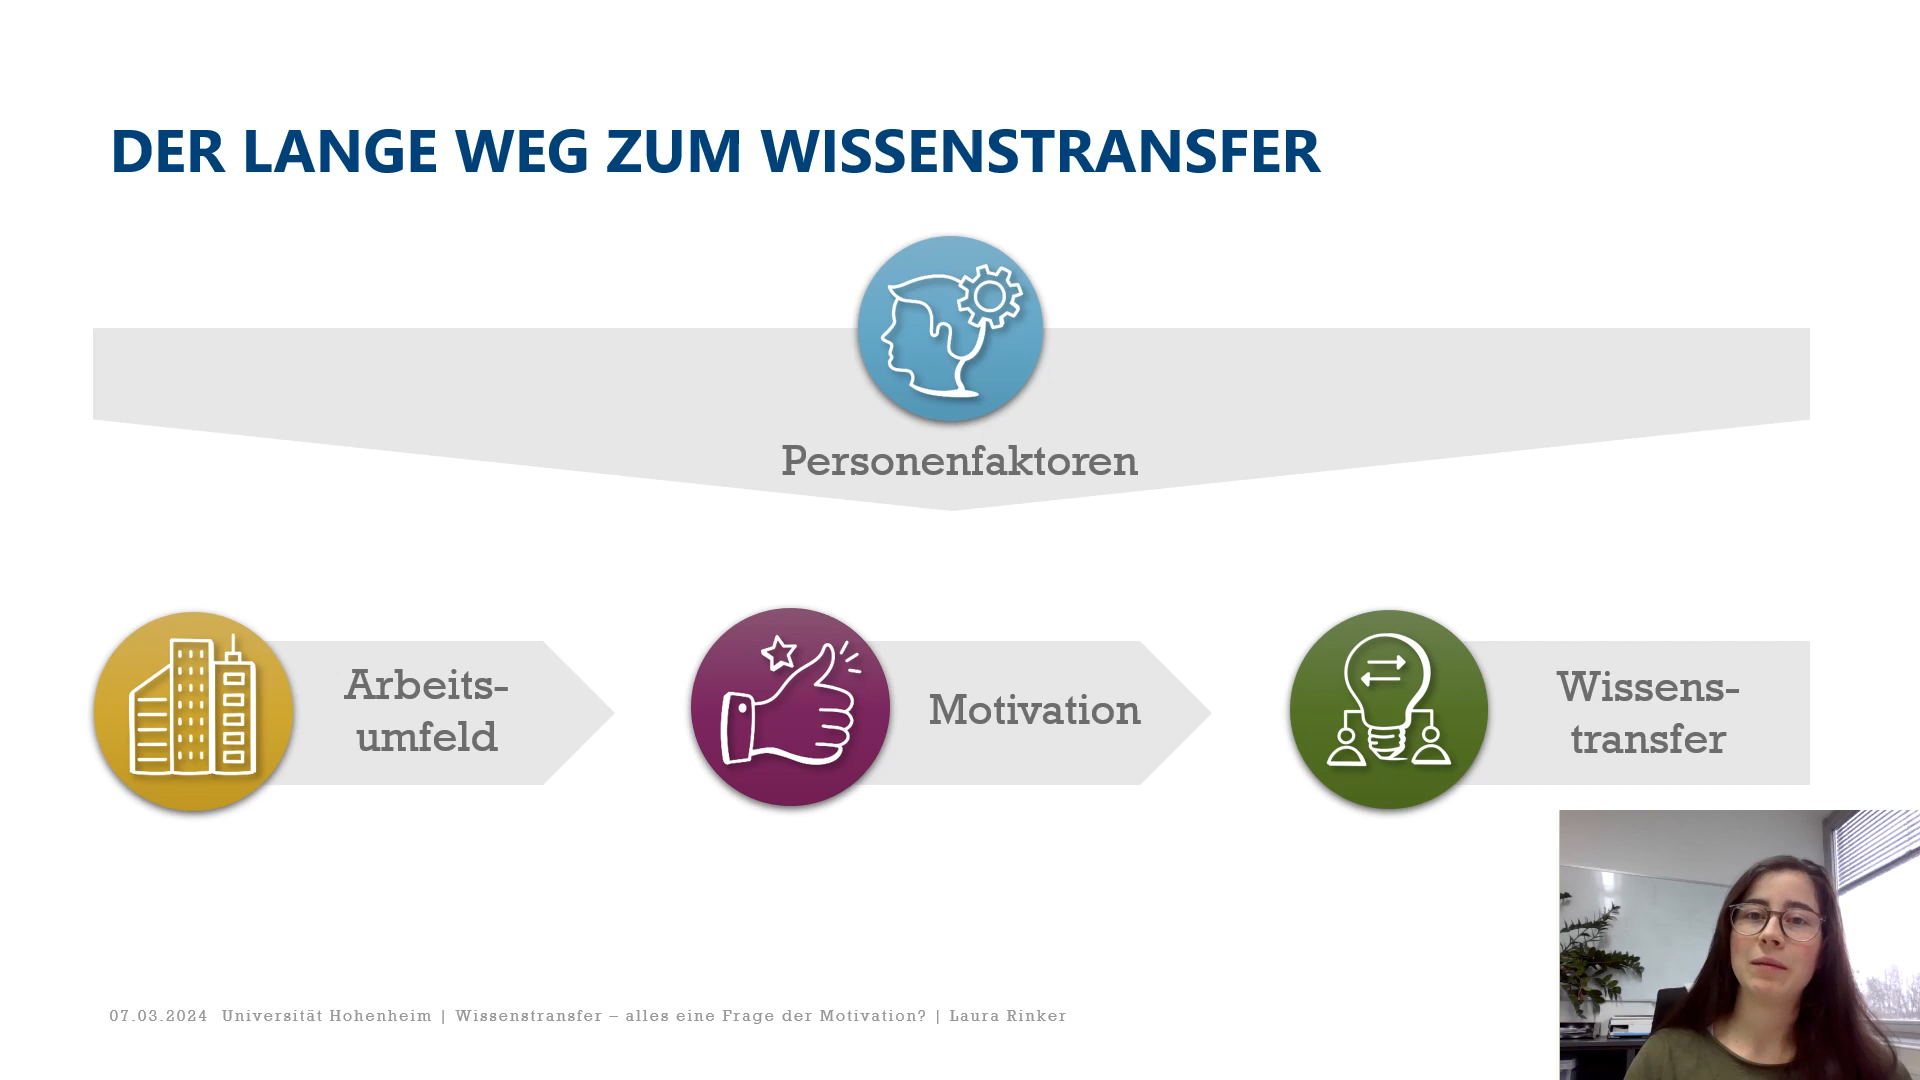 DER LANGE WEG ZUM WISSENSTRANSFER
Personenfaktoren
Arbeits-
umfeld
Motivation
Wissens-
transfer
07.03.2024 Universität Hohenheim | Wissenstransfer – alles eine Frage der Motivation? | Laura Rinker